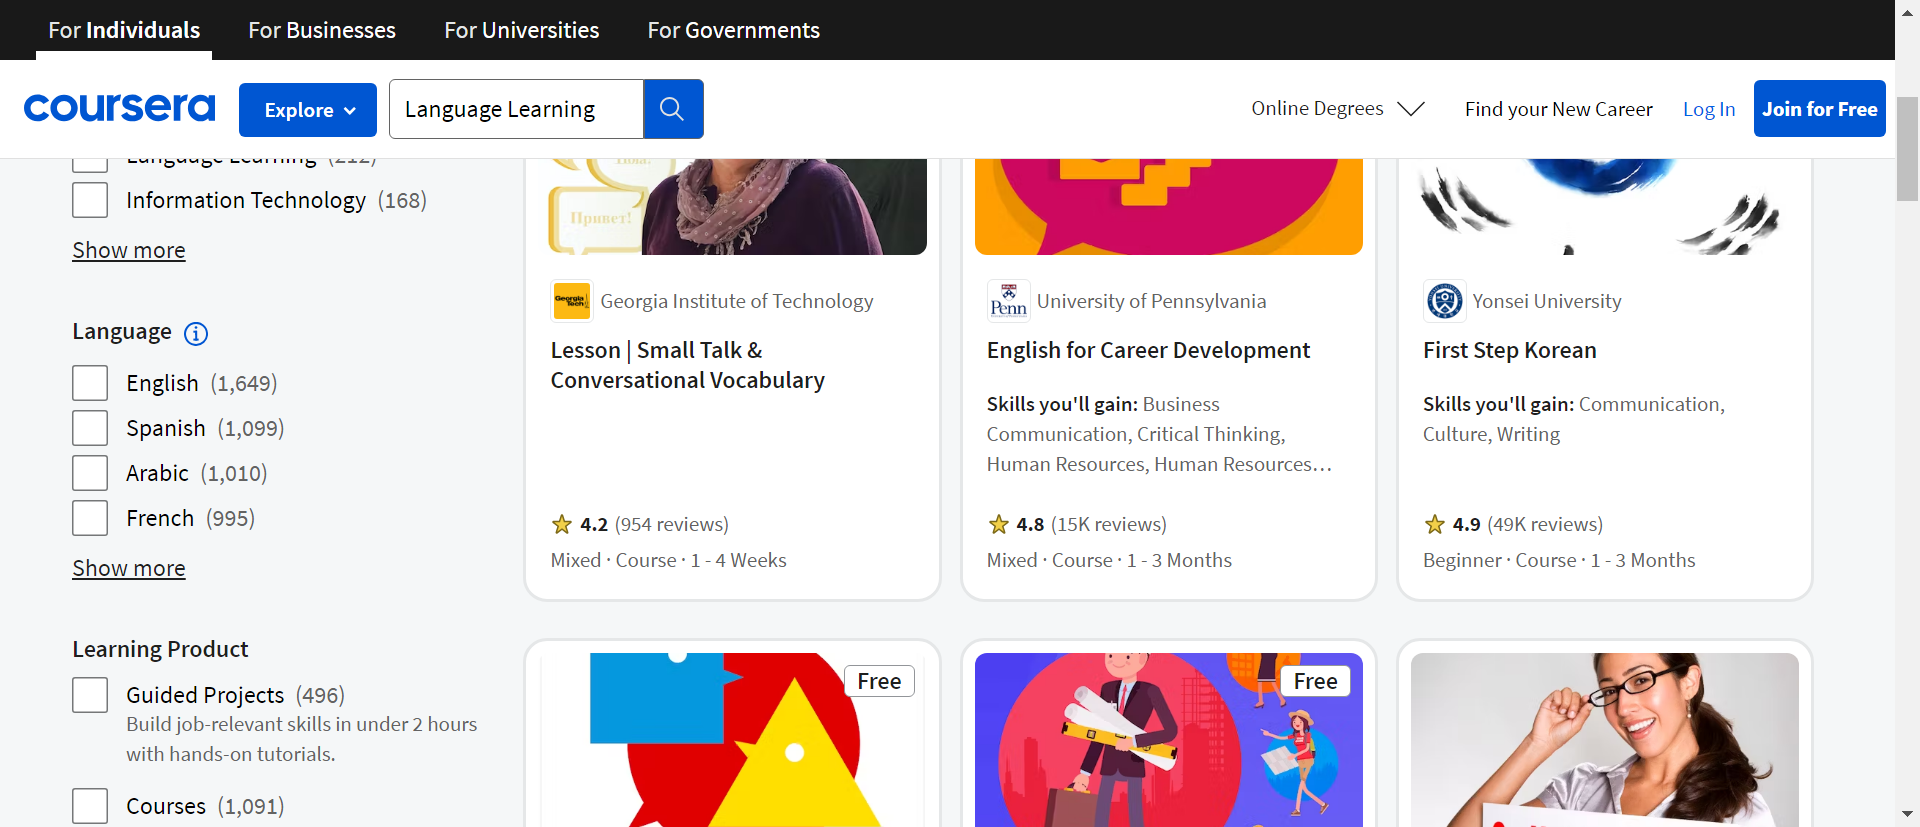 For Individuals
For Businesses
For Universities
For Governments
coursera
Explore
Language Learning
Online Degrees
Find your New Career
Log In
Join for Free
Language Learning (212)
Information Technology (168)
Show more
Language
English (1,649)
Spanish (1,099)
Arabic (1,010)
French (995)
Show more
Learning Product
Guided Projects (496)
Build job-relevant skills in under 2 hours
with hands-on tutorials.
Courses (1,091)
Привет!
Georgia Tech
Georgia Institute of Technology
Lesson | Small Talk &
Conversational Vocabulary
4.2 (954 reviews)
Mixed · Course · 1 - 4 Weeks
Penn
University of Pennsylvania
English for Career Development
Skills you'll gain: Business
Communication, Critical Thinking,
Human Resources, Human Resources…
4.8 (15K reviews)
Mixed · Course · 1 - 3 Months
Yonsei University
First Step Korean
Skills you'll gain: Communication,
Culture, Writing
4.9 (49K reviews)
Beginner · Course · 1 - 3 Months
Free
Free